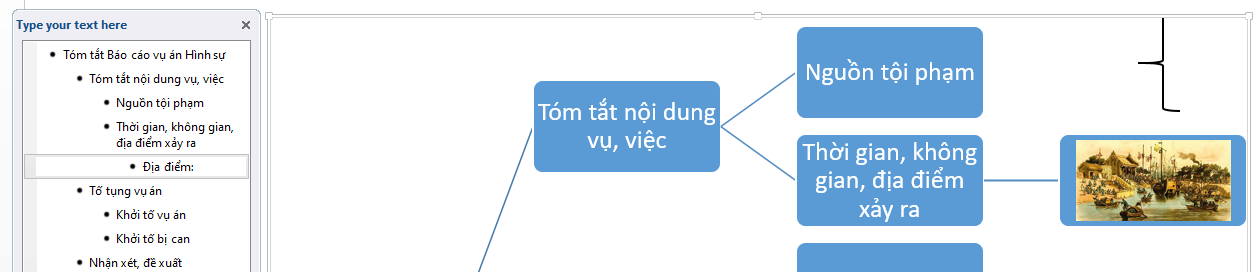 Type your text here
Tóm tắt Báo cáo vụ án Hình sự
Tóm tắt nội dung vụ, việc
Nguồn tội phạm
Thời gian, không gian,
địa điểm xảy ra
Địa điểm:
Tố tụng vụ án
Khởi tố vụ án
Khởi tố bị can
Nhận xét, đề xuất
Tóm tắt nội dung
vụ, việc
Nguồn tội phạm
Thời gian, không
gian, địa điểm
xảy ra